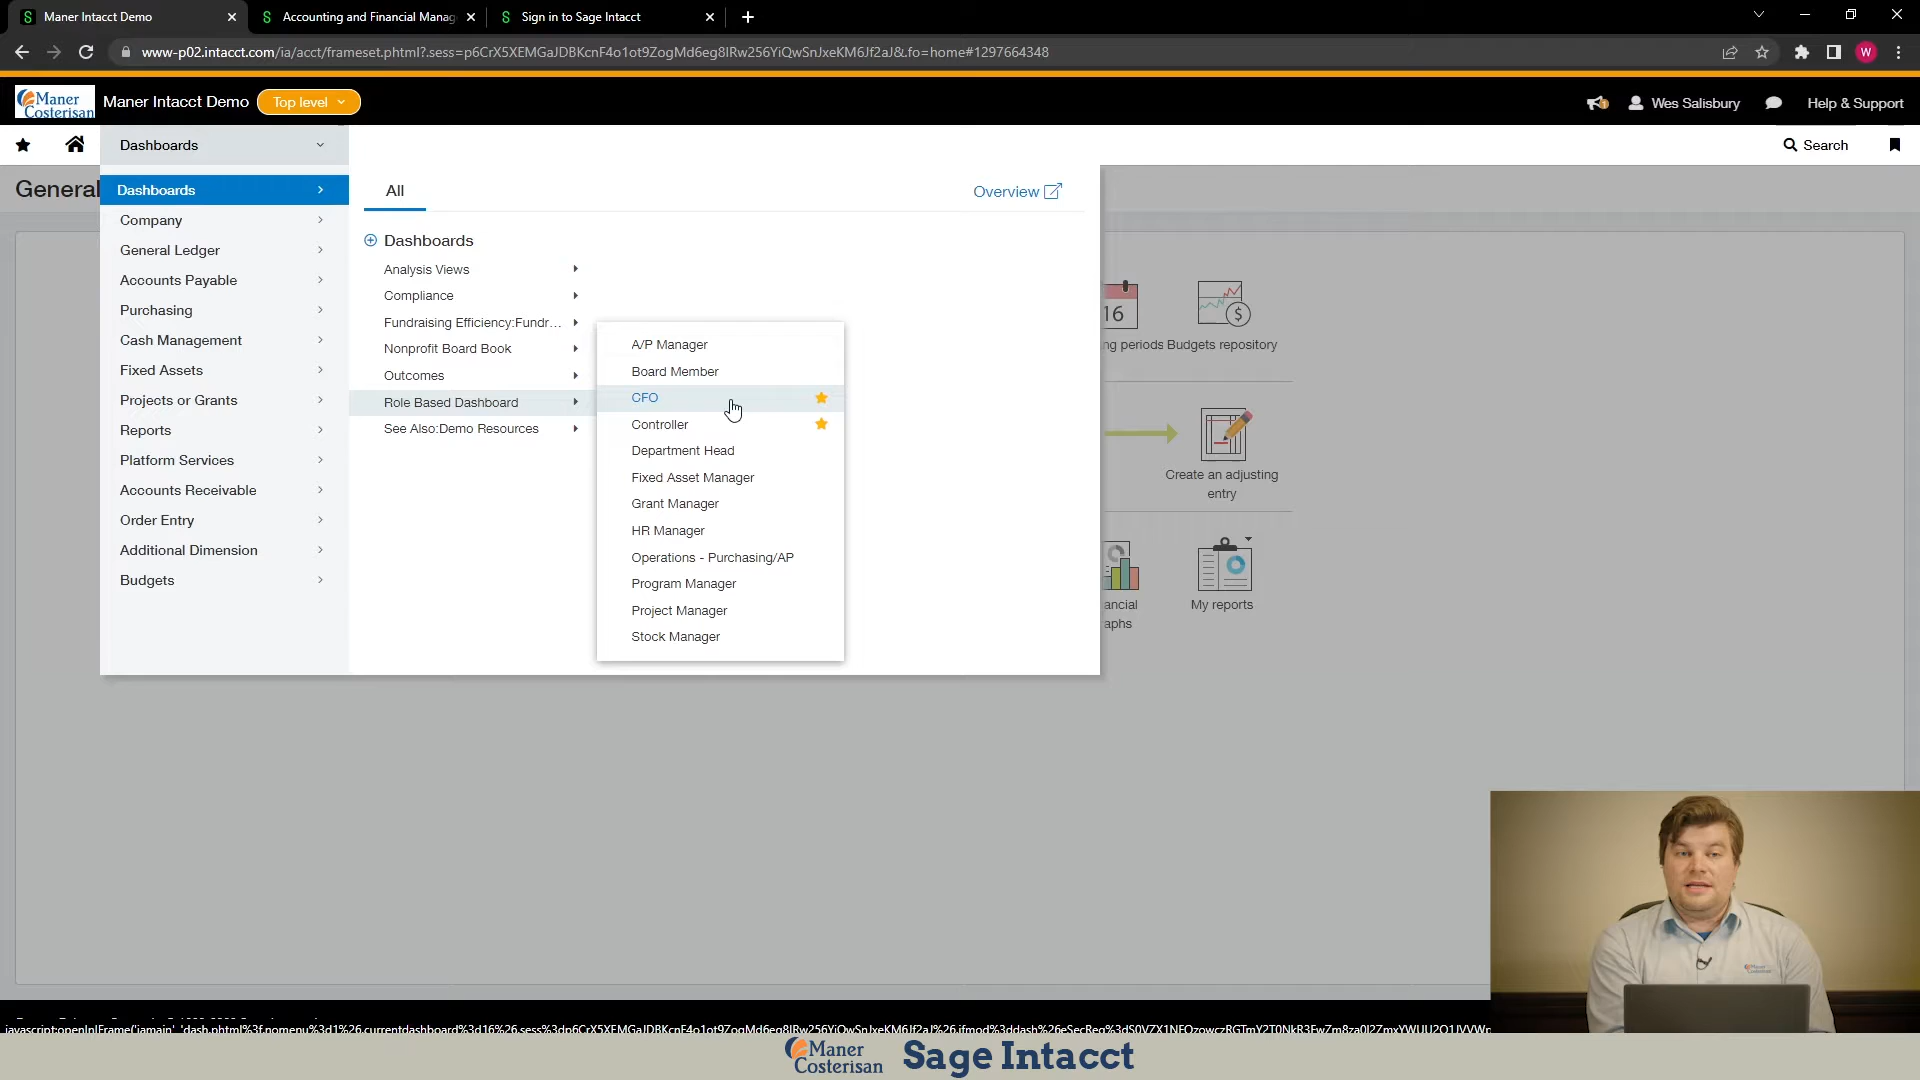 Maner Intacct Demo
Accounting and Financial Manag
Sign in to Sage Intacct
www-p02.intacct.com/ia/acct/frameset.phtml?.sess=p6CrX5XEMGaJDBKcnF4o1ot9ZogMd6eg8IRw256YiQwSnJxeKM6Jf2aJ&.fo=home#1297664348
W
Maner
Costerisan
Maner Intacct Demo
Top level
1
Wes Salisbury
Help & Support
Dashboards
Search
General
Dashboards
Company
General Ledger
Accounts Payable
Purchasing
Cash Management
Fixed Assets
Projects or Grants
Reports
Platform Services
Accounts Receivable
Order Entry
Additional Dimension
Budgets
All
Overview
Dashboards
Analysis Views
Compliance
Fundraising Efficiency:Fundr...
Nonprofit Board Book
Outcomes
Role Based Dashboard
See Also:Demo Resources
A/P Manager
Board Member
CFO
Controller
Department Head
Fixed Asset Manager
Grant Manager
HR Manager
Operations - Purchasing/AP
Program Manager
Project Manager
Stock Manager
16
ng periods
Budgets repository
$
Create an adjusting
entry
ancial
aphs
My reports
Maner
Costerisan
Maner
Costerisan
Sage Intacct